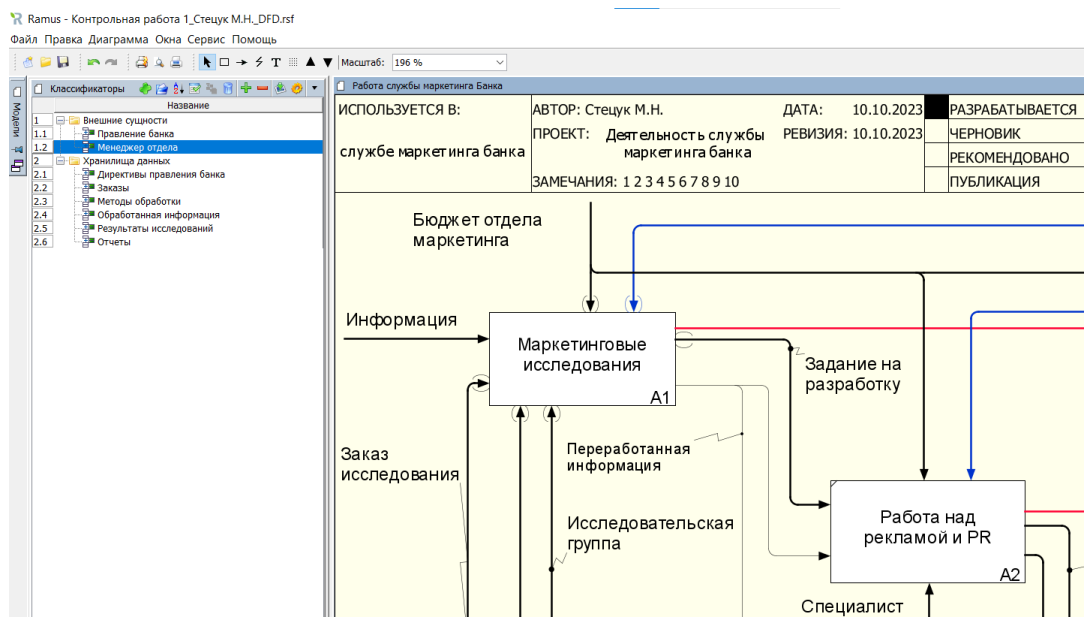 Ramus - Контрольная работа 1_Стецук М.Н._DFD.rsf
Файл Правка Диаграмма Окна Сервис Помощь
Масштаб: 196 %
Модели
Классификаторы
Название
1 Внешние сущности
1.1 Правление банка
1.2 Менеджер отдела
2 Хранилища данных
2.1 Директивы правления банка
2.2 Заказы
2.3 Методы обработки
2.4 Обработанная информация
2.5 Результаты исследований
2.6 Отчеты
Работа службы маркетинга Банка
ИСПОЛЬЗУЕТСЯ В:
службе маркетинга банка
АВТОР: Стецук М.Н.
ДАТА: 10.10.2023
ПРОЕКТ: Деятельность службы
маркетинга банка
РЕВИЗИЯ: 10.10.2023
ЗАМЕЧАНИЯ: 1 2 3 4 5 6 7 8 9 10
РАЗРАБАТЫВАЕТСЯ
ЧЕРНОВИК
РЕКОМЕНДОВАНО
ПУБЛИКАЦИЯ
Бюджет отдела
маркетинга
Информация
Маркетинговые
исследования
A1
Задание на
разработку
Заказ
исследования
Переработанная
информация
Исследовательская
группа
Работа над
рекламой и PR
A2
Специалист